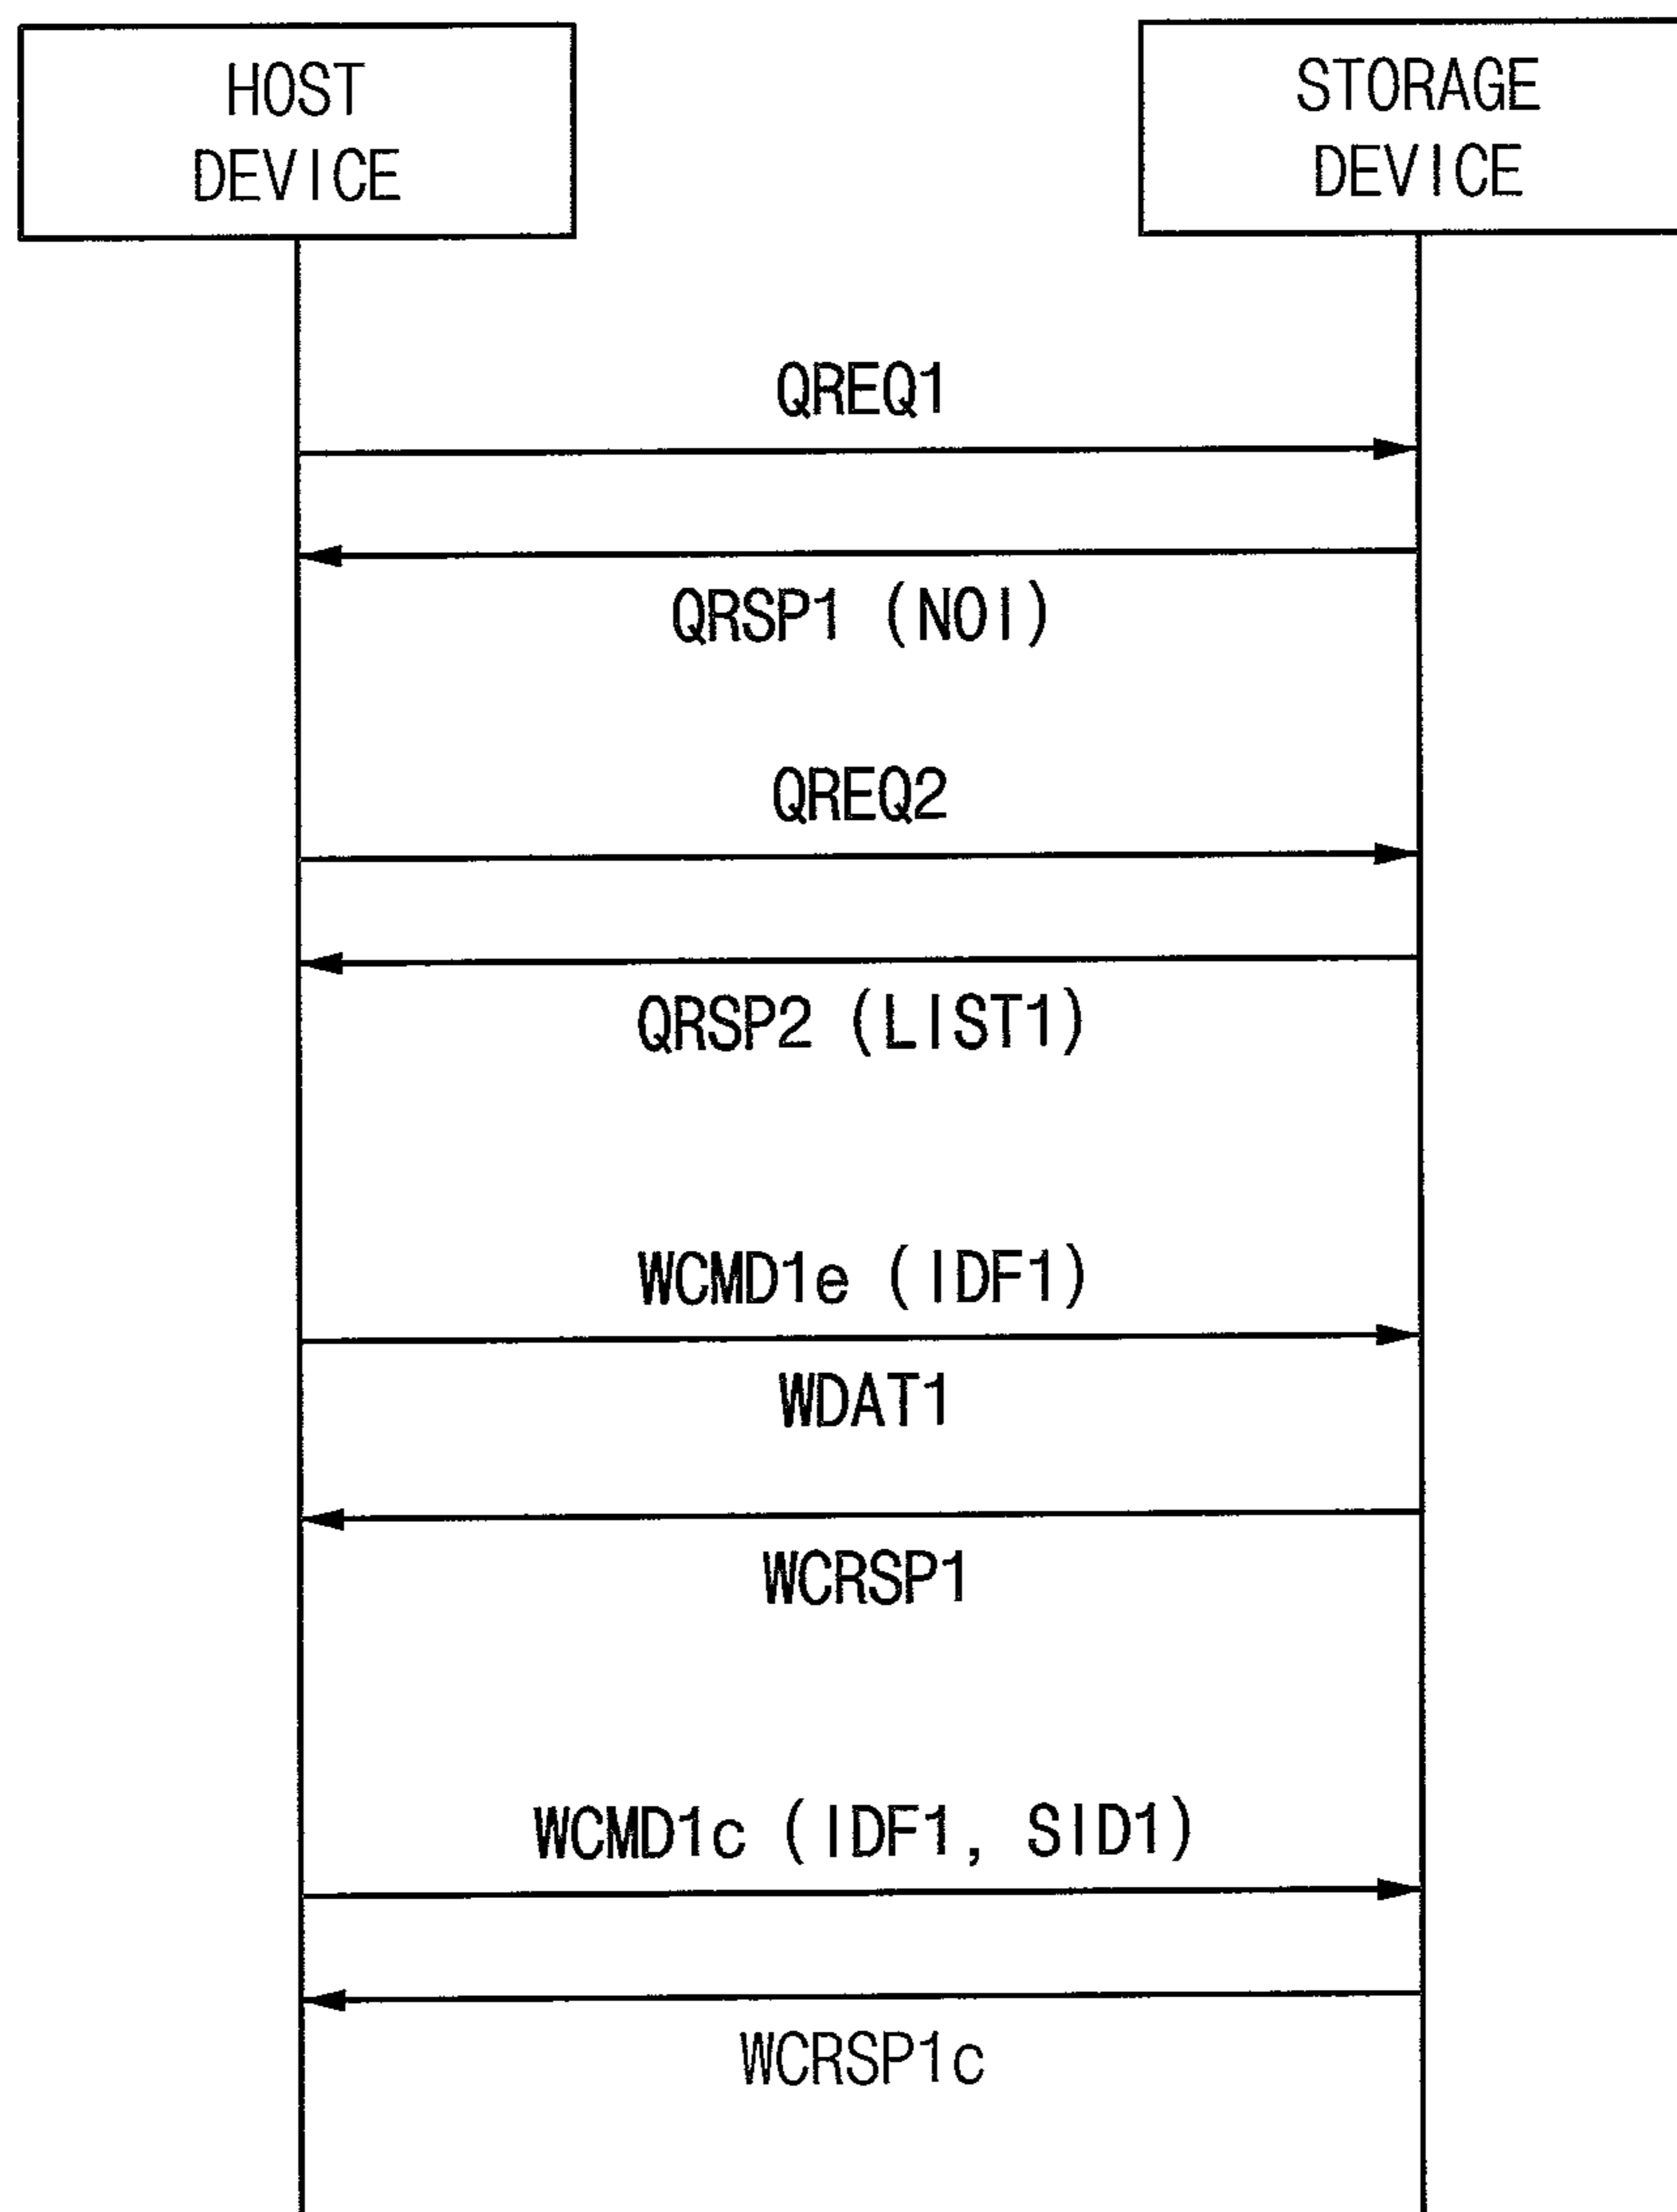 HOST
DEVICE
STORAGE
DEVICE
QREQ1
QRSP1 (NOI)
QREQ2
QRSP2 (LIST1)
WCMD1e (IDF1)
WDAT1
WCRSP1
WCMD1c (IDF1, SID1)
WCRSP1c